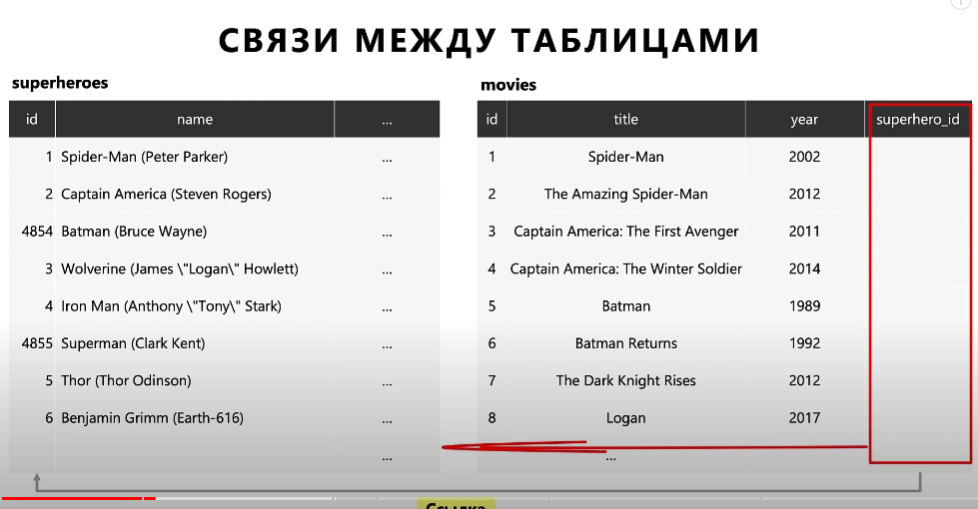 СВЯЗИ МЕЖДУ ТАБЛИЦАМИ
superheroes
id name ...
1 Spider-Man (Peter Parker) ...
2 Captain America (Steven Rogers) ...
4854 Batman (Bruce Wayne) ...
3 Wolverine (James \"Logan\" Howlett) ...
4 Iron Man (Anthony \"Tony\" Stark) ...
4855 Superman (Clark Kent) ...
5 Thor (Thor Odinson) ...
6 Benjamin Grimm (Earth-616) ...
...
movies
id title year superhero_id
1 Spider-Man 2002
2 The Amazing Spider-Man 2012
3 Captain America: The First Avenger 2011
4 Captain America: The Winter Soldier 2014
5 Batman 1989
6 Batman Returns 1992
7 The Dark Knight Rises 2012
8 Logan 2017
...
Ссылка